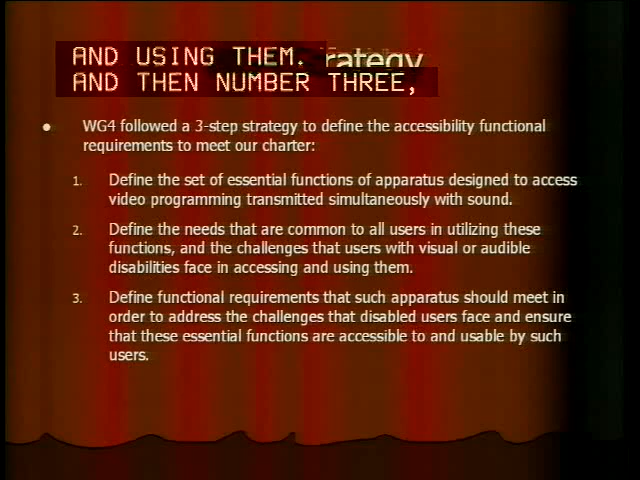 AND USING THEM.
AND THEN NUMBER THREE,
• WG4 followed a 3-step strategy to define the accessibility functional
requirements to meet our charter:
1. Define the set of essential functions of apparatus designed to access
video programming transmitted simultaneously with sound.
2. Define the needs that are common to all users in utilizing these
functions, and the challenges that users with visual or audible
disabilities face in accessing and using them.
3. Define functional requirements that such apparatus should meet in
order to address the challenges that disabled users face and ensure
that these essential functions are accessible to and usable by such
users.